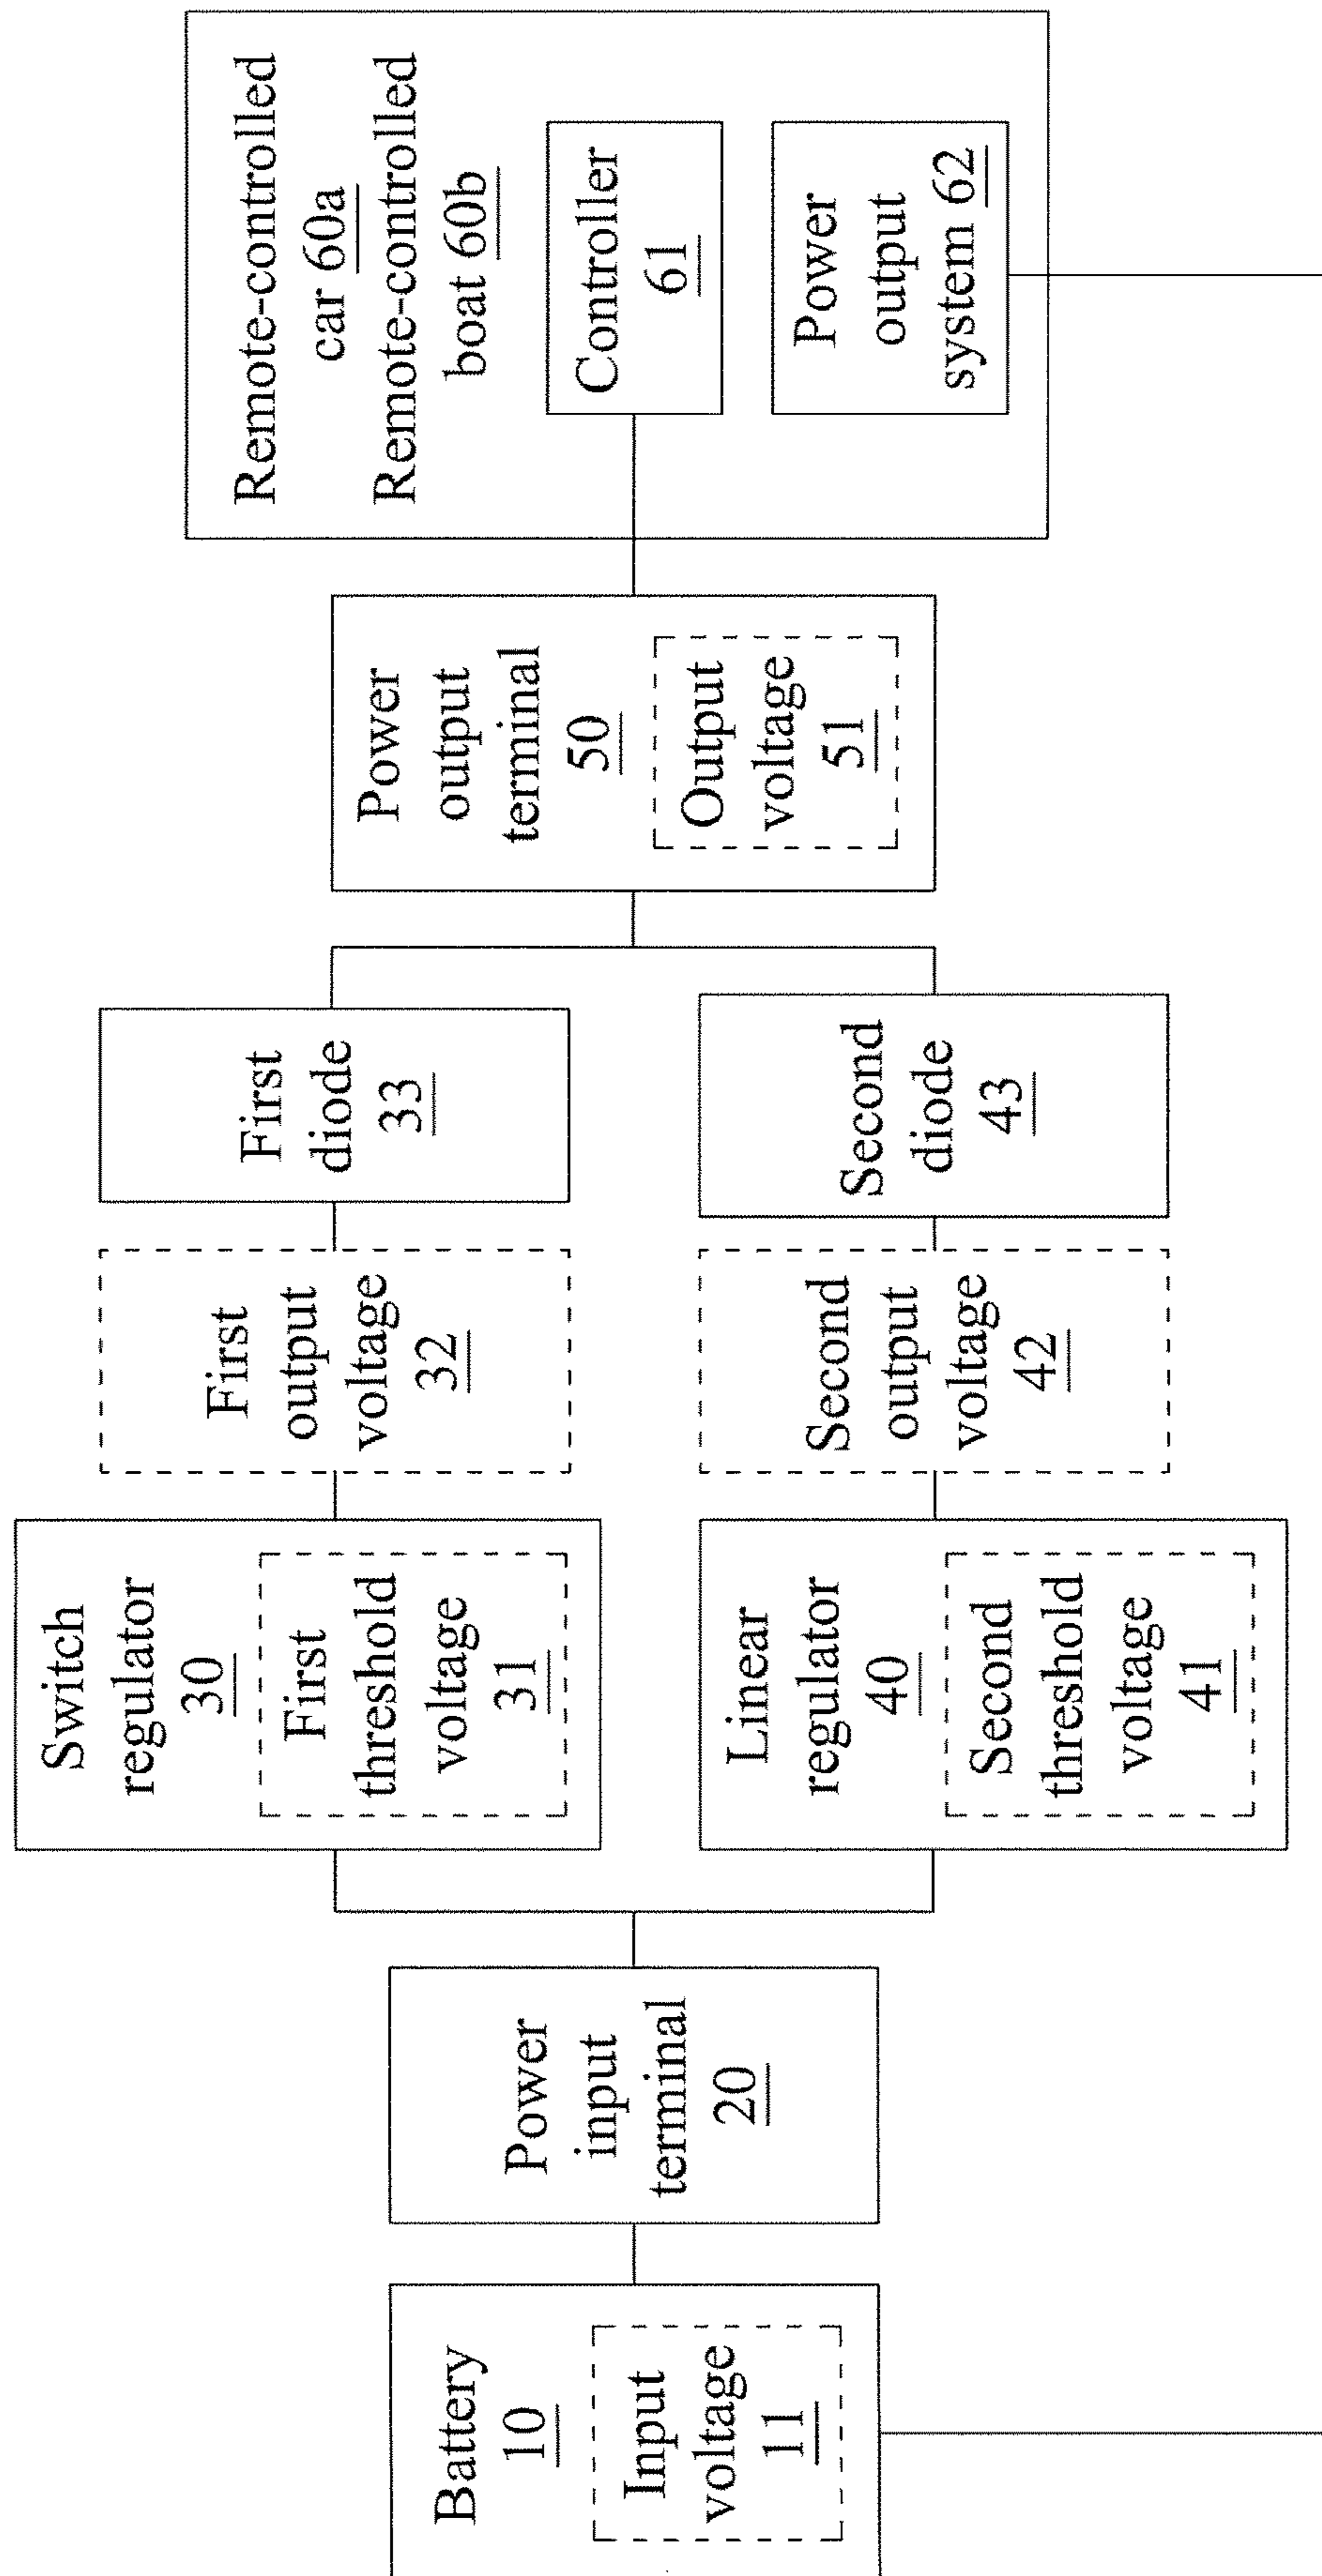 Battery
10
Input
voltage
11
Power
input
terminal
20
Switch
regulator
30
First
threshold
voltage
31
Linear
regulator
40
Second
threshold
voltage
41
First
output
voltage
32
Second
output
voltage
42
First
diode
33
Second
diode
43
Power
output
terminal
50
Output
voltage
51
Remote-controlled
car 60a
Remote-controlled
boat 60b
Controller
61
Power
output
system 62